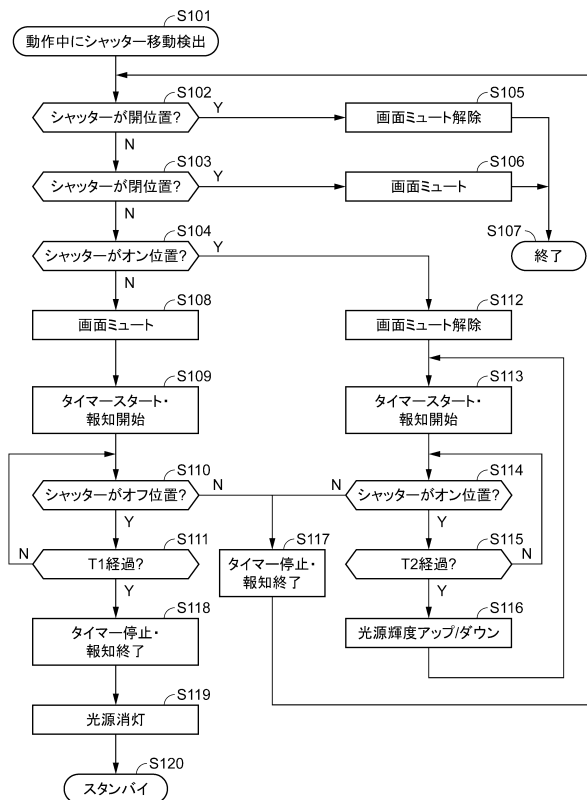 S101
動作中にシャッター移動検出
S102
シャッターが開位置?
Y
N
S105
画面ミュート解除
S103
シャッターが閉位置?
Y
N
S106
画面ミュート
S107
終了
S104
シャッターがオン位置?
Y
N
S108
画面ミュート
S112
画面ミュート解除
S109
タイマースタート・
報知開始
S113
タイマースタート・
報知開始
S110
シャッターがオフ位置?
N
Y
S114
シャッターがオン位置?
N
Y
S111
T1経過?
N
Y
S117
タイマー停止・
報知終了
S115
T2経過?
N
Y
S118
タイマー停止・
報知終了
S116
光源輝度アップ/ダウン
S119
光源消灯
S120
スタンバイ